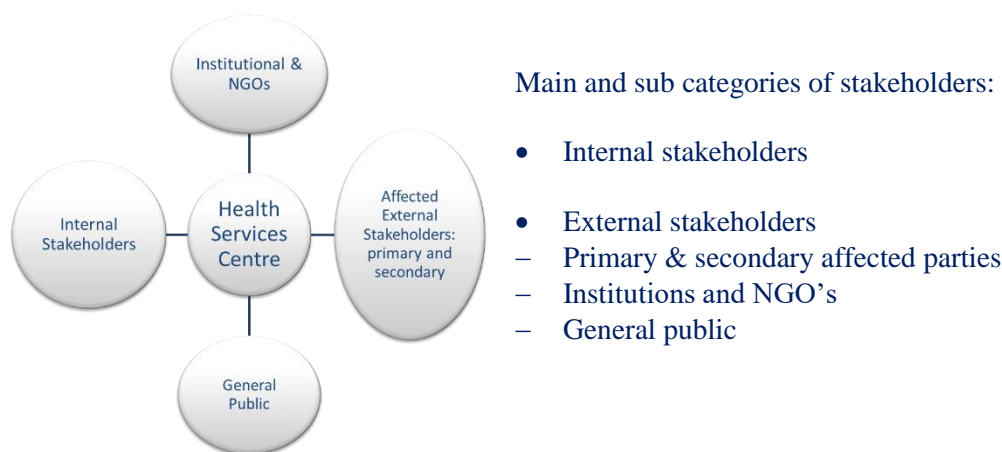 Institutional &
NGOs
Internal
Stakeholders
Health
Services
Centre
Affected
External
Stakeholders:
primary and
secondary
General
Public
Main and sub categories of stakeholders:
• Internal stakeholders
• External stakeholders
− Primary & secondary affected parties
− Institutions and NGO’s
− General public